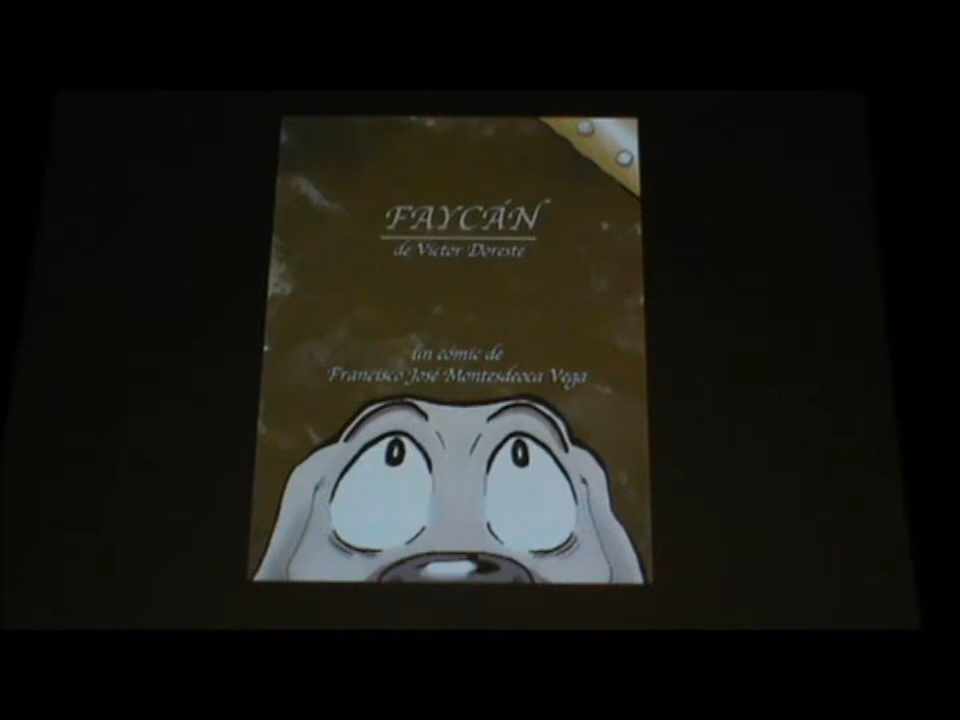 FAYCÁN
de Víctor Doreste
un cómic de
Francisco José Montesdeoca Vega